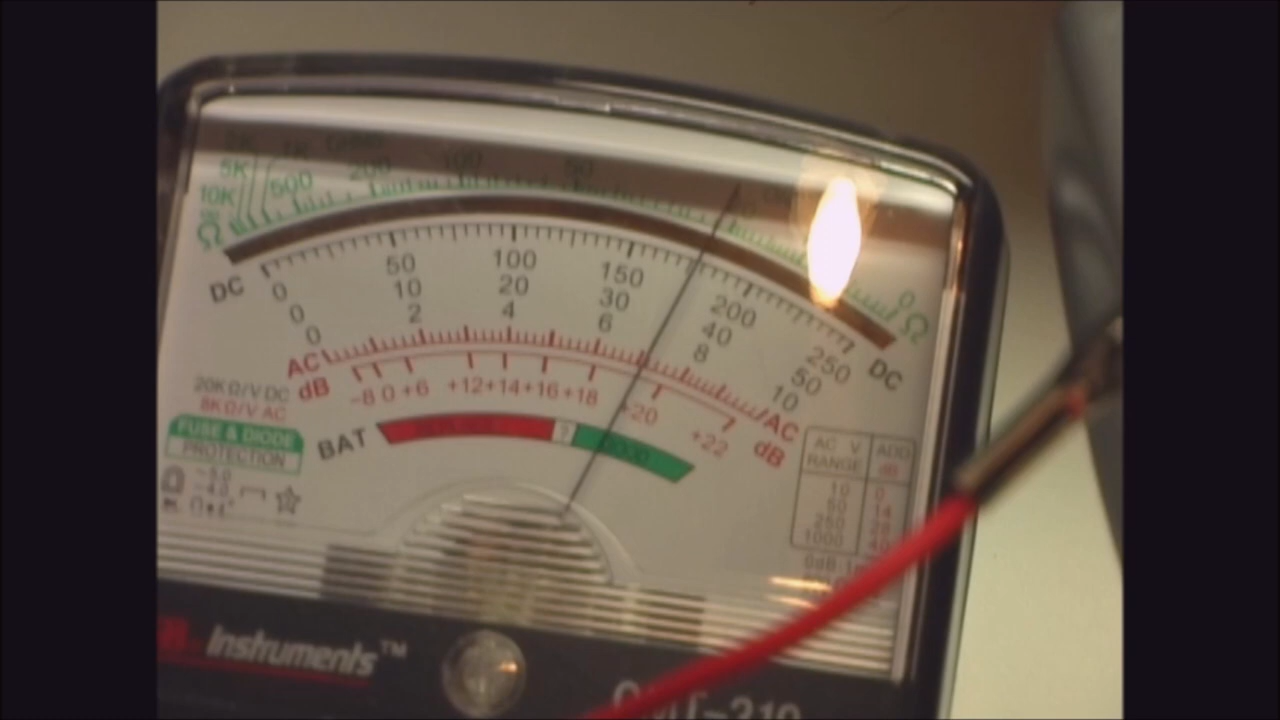 5K 500 200 100 50
10K
Ω 0 Ω
DC 0 50 100 150 200 250 DC
0 10 20 30 40 50
0 2 4 6 8 10
AC AC
dB -8 0 +6 +12 +14 +16 +18 +20 +22 dB
20KΩ/V DC
8KΩ/V AC
FUSE & DIODE
PROTECTION
BAT ? GOOD
AC V ADD
RANGE dB
10 0
50
250
1000
Instruments™